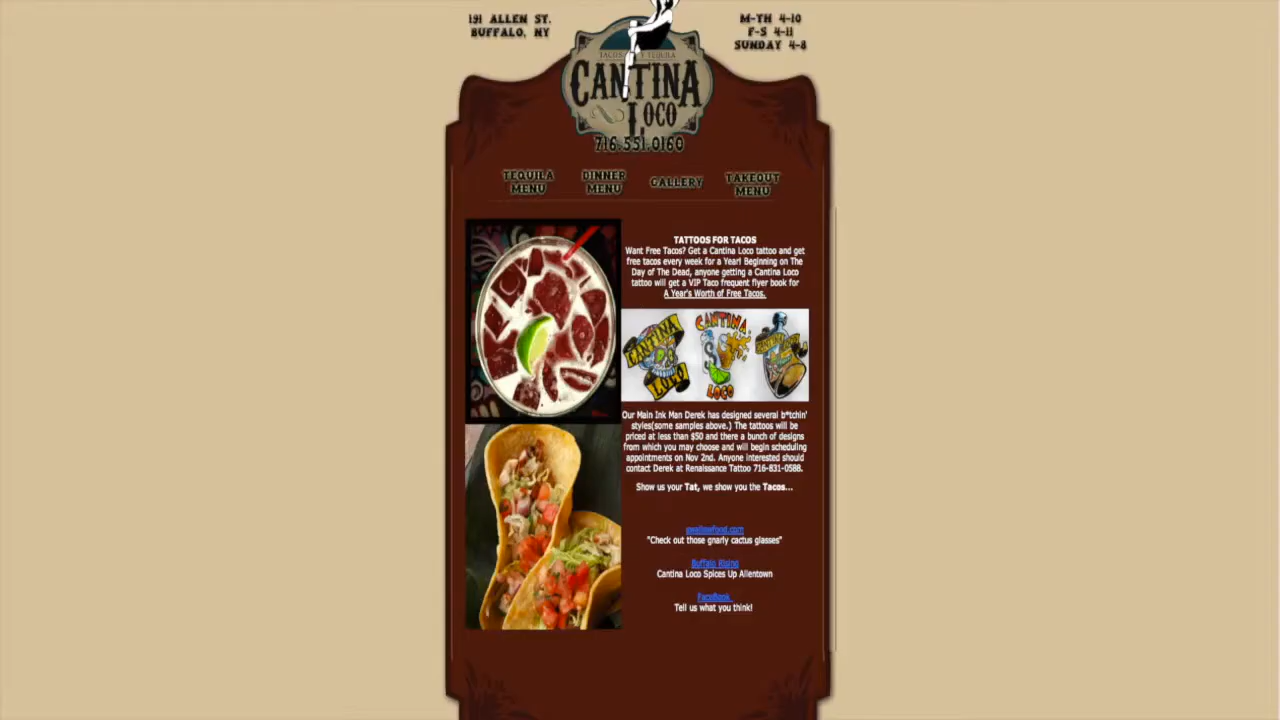 191 ALLEN ST.
BUFFALO, NY
M-TH 4-10
F-S 4-11
SUNDAY 4-8
TACOS Y TEQUILA
CANTINA
LOCO
716.551.0160
TEQUILA
MENU
DINNER
MENU
GALLERY
TAKEOUT
MENU
TATTOOS FOR TACOS
Want Free Tacos? Get a Cantina Loco tattoo and get
free tacos every week for a Year! Beginning on The
Day of The Dead, anyone getting a Cantina Loco
tattoo will get a VIP Taco frequent flyer book for
A Year's Worth of Free Tacos.
CANTINA
LOCO
CANTINA
LOCO
Our Main Ink Man Derek has designed several b*tchin'
styles(some samples above.) The tattoos will be
priced at less than $50 and there a bunch of designs
from which you may choose and will begin scheduling
appointments on Nov 2nd. Anyone interested should
contact Derek at Renaissance Tattoo 716-831-0588.
Show us your Tat, we show you the Tacos...
"Check out those gnarly cactus glasses"
Buffalo Rising
Cantina Loco Spices Up Allentown
FaceBook
Tell us what you think!